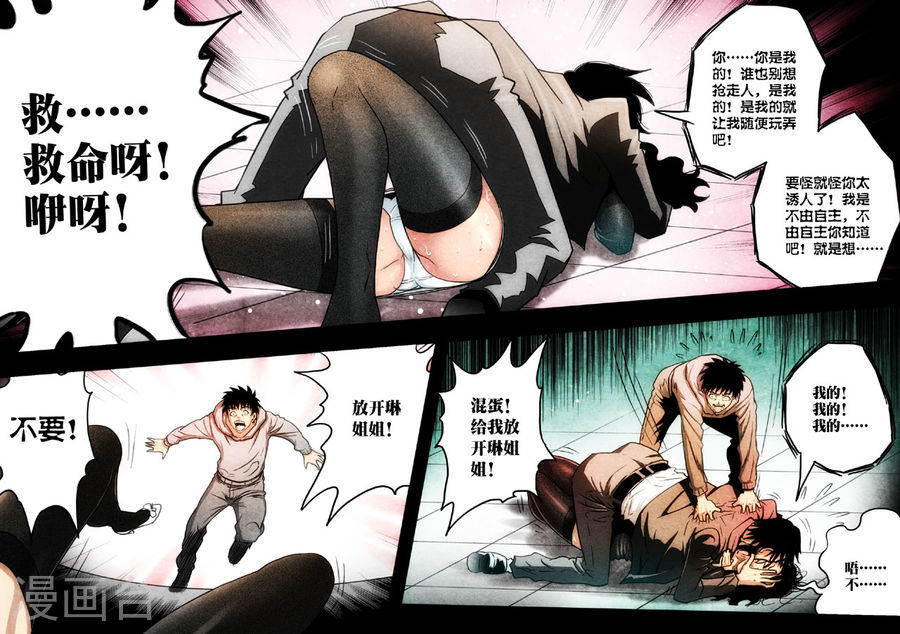 你……你是我
的！谁也别想
抢走人，是我
的！是我的就
让我随便玩弄
吧！
要怪就怪你太
诱人了！我是
不由自主，不
由自主你知道
吧！就是想……
救……
救命呀！
咿呀！
放开琳
姐姐！
不要！
我的！
我的！
我的……
混蛋！
给我放
开琳姐
姐！
唔……
不……
漫画台